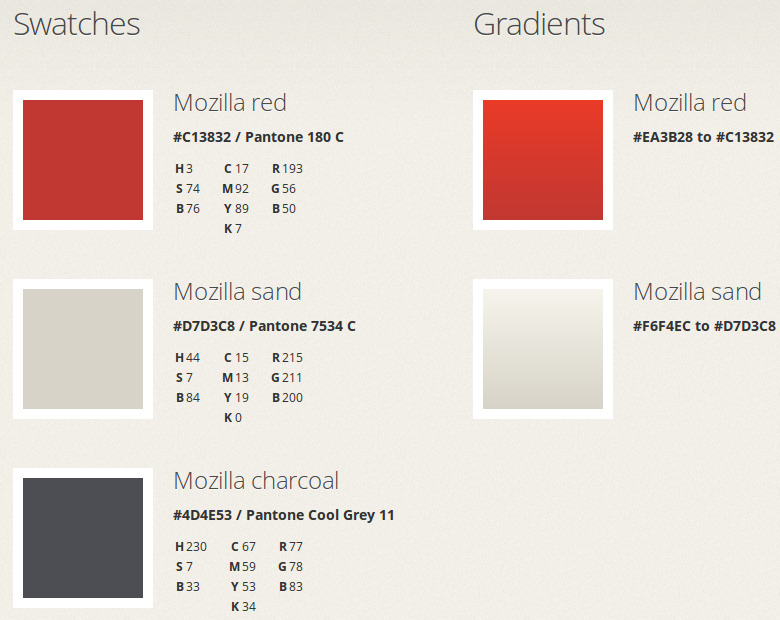 Swatches
Mozilla red
#C13832 / Pantone 180 C
H 3 C 17 R 193
S 74 M 92 G 56
B 76 Y 89 B 50
K 7
Mozilla sand
#D7D3C8 / Pantone 7534 C
H 44 C 15 R 215
S 7 M 13 G 211
B 84 Y 19 B 200
K 0
Mozilla charcoal
#4D4E53 / Pantone Cool Grey 11
H 230 C 67 R 77
S 7 M 59 G 78
B 33 Y 53 B 83
K 34
Gradients
Mozilla red
#EA3B28 to #C13832
Mozilla sand
#F6F4EC to #D7D3C8